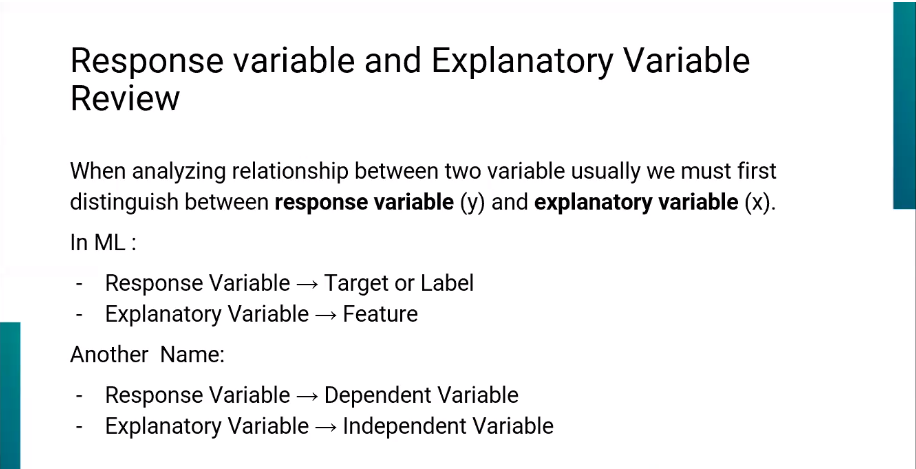 Response variable and Explanatory Variable
Review
When analyzing relationship between two variable usually we must first
distinguish between response variable (y) and explanatory variable (x).
In ML :
- Response Variable → Target or Label
- Explanatory Variable → Feature
Another Name:
- Response Variable → Dependent Variable
- Explanatory Variable → Independent Variable